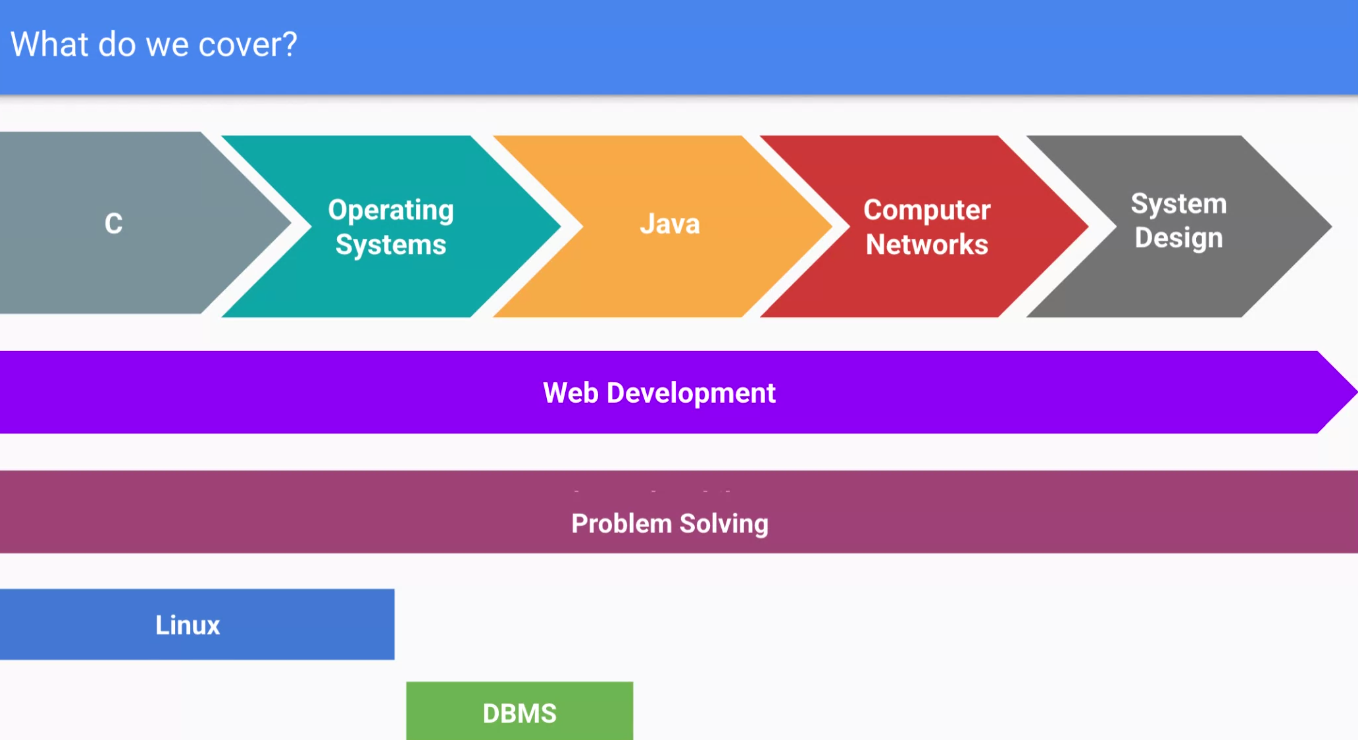 What do we cover?
C
Operating
Systems
Java
Computer
Networks
System
Design
Web Development
Problem Solving
Linux
DBMS